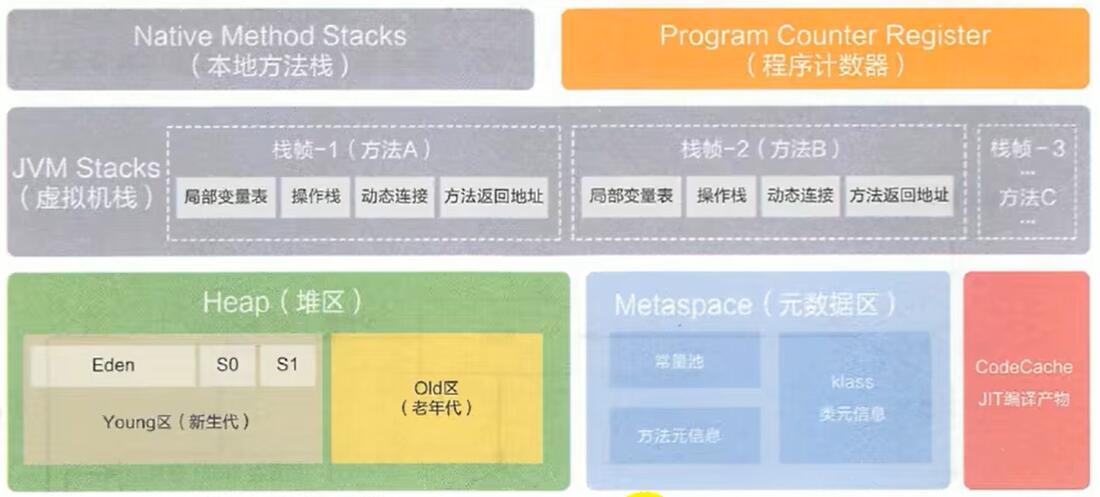 Native Method Stacks
（本地方法栈）
Program Counter Register
（程序计数器）
JVM Stacks
（虚拟机栈）
栈帧-1（方法A）
局部变量表
操作栈
动态连接
方法返回地址
栈帧-2（方法B）
局部变量表
操作栈
动态连接
方法返回地址
栈帧-3
...
方法C
...
Heap（堆区）
Eden
S0
S1
Young区（新生代）
Old区
（老年代）
Metaspace（元数据区）
常量池
方法元信息
klass
类元信息
CodeCache
JIT编译产物